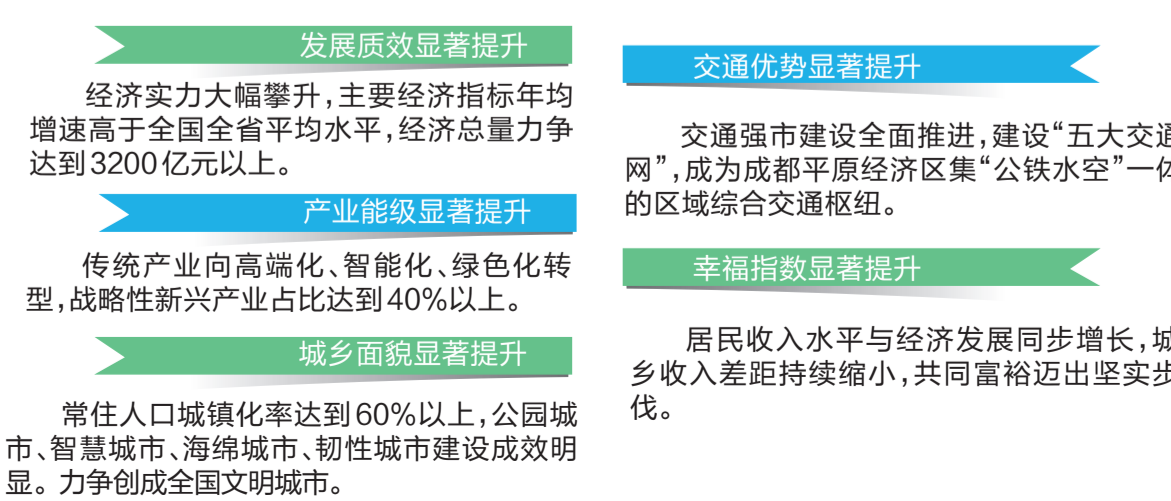 发展质效显著提升
经济实力大幅攀升,主要经济指标年均
增速高于全国全省平均水平,经济总量力争
达到3200亿元以上。
产业能级显著提升
传统产业向高端化、智能化、绿色化转
型,战略性新兴产业占比达到40%以上。
城乡面貌显著提升
常住人口城镇化率达到60%以上,公园城
市、智慧城市、海绵城市、韧性城市建设成效明
显。力争创成全国文明城市。
交通优势显著提升
交通强市建设全面推进,建设“五大交通
网”,成为成都平原经济区集“公铁水空”一体
的区域综合交通枢纽。
幸福指数显著提升
居民收入水平与经济发展同步增长,城
乡收入差距持续缩小,共同富裕迈出坚实步
伐。